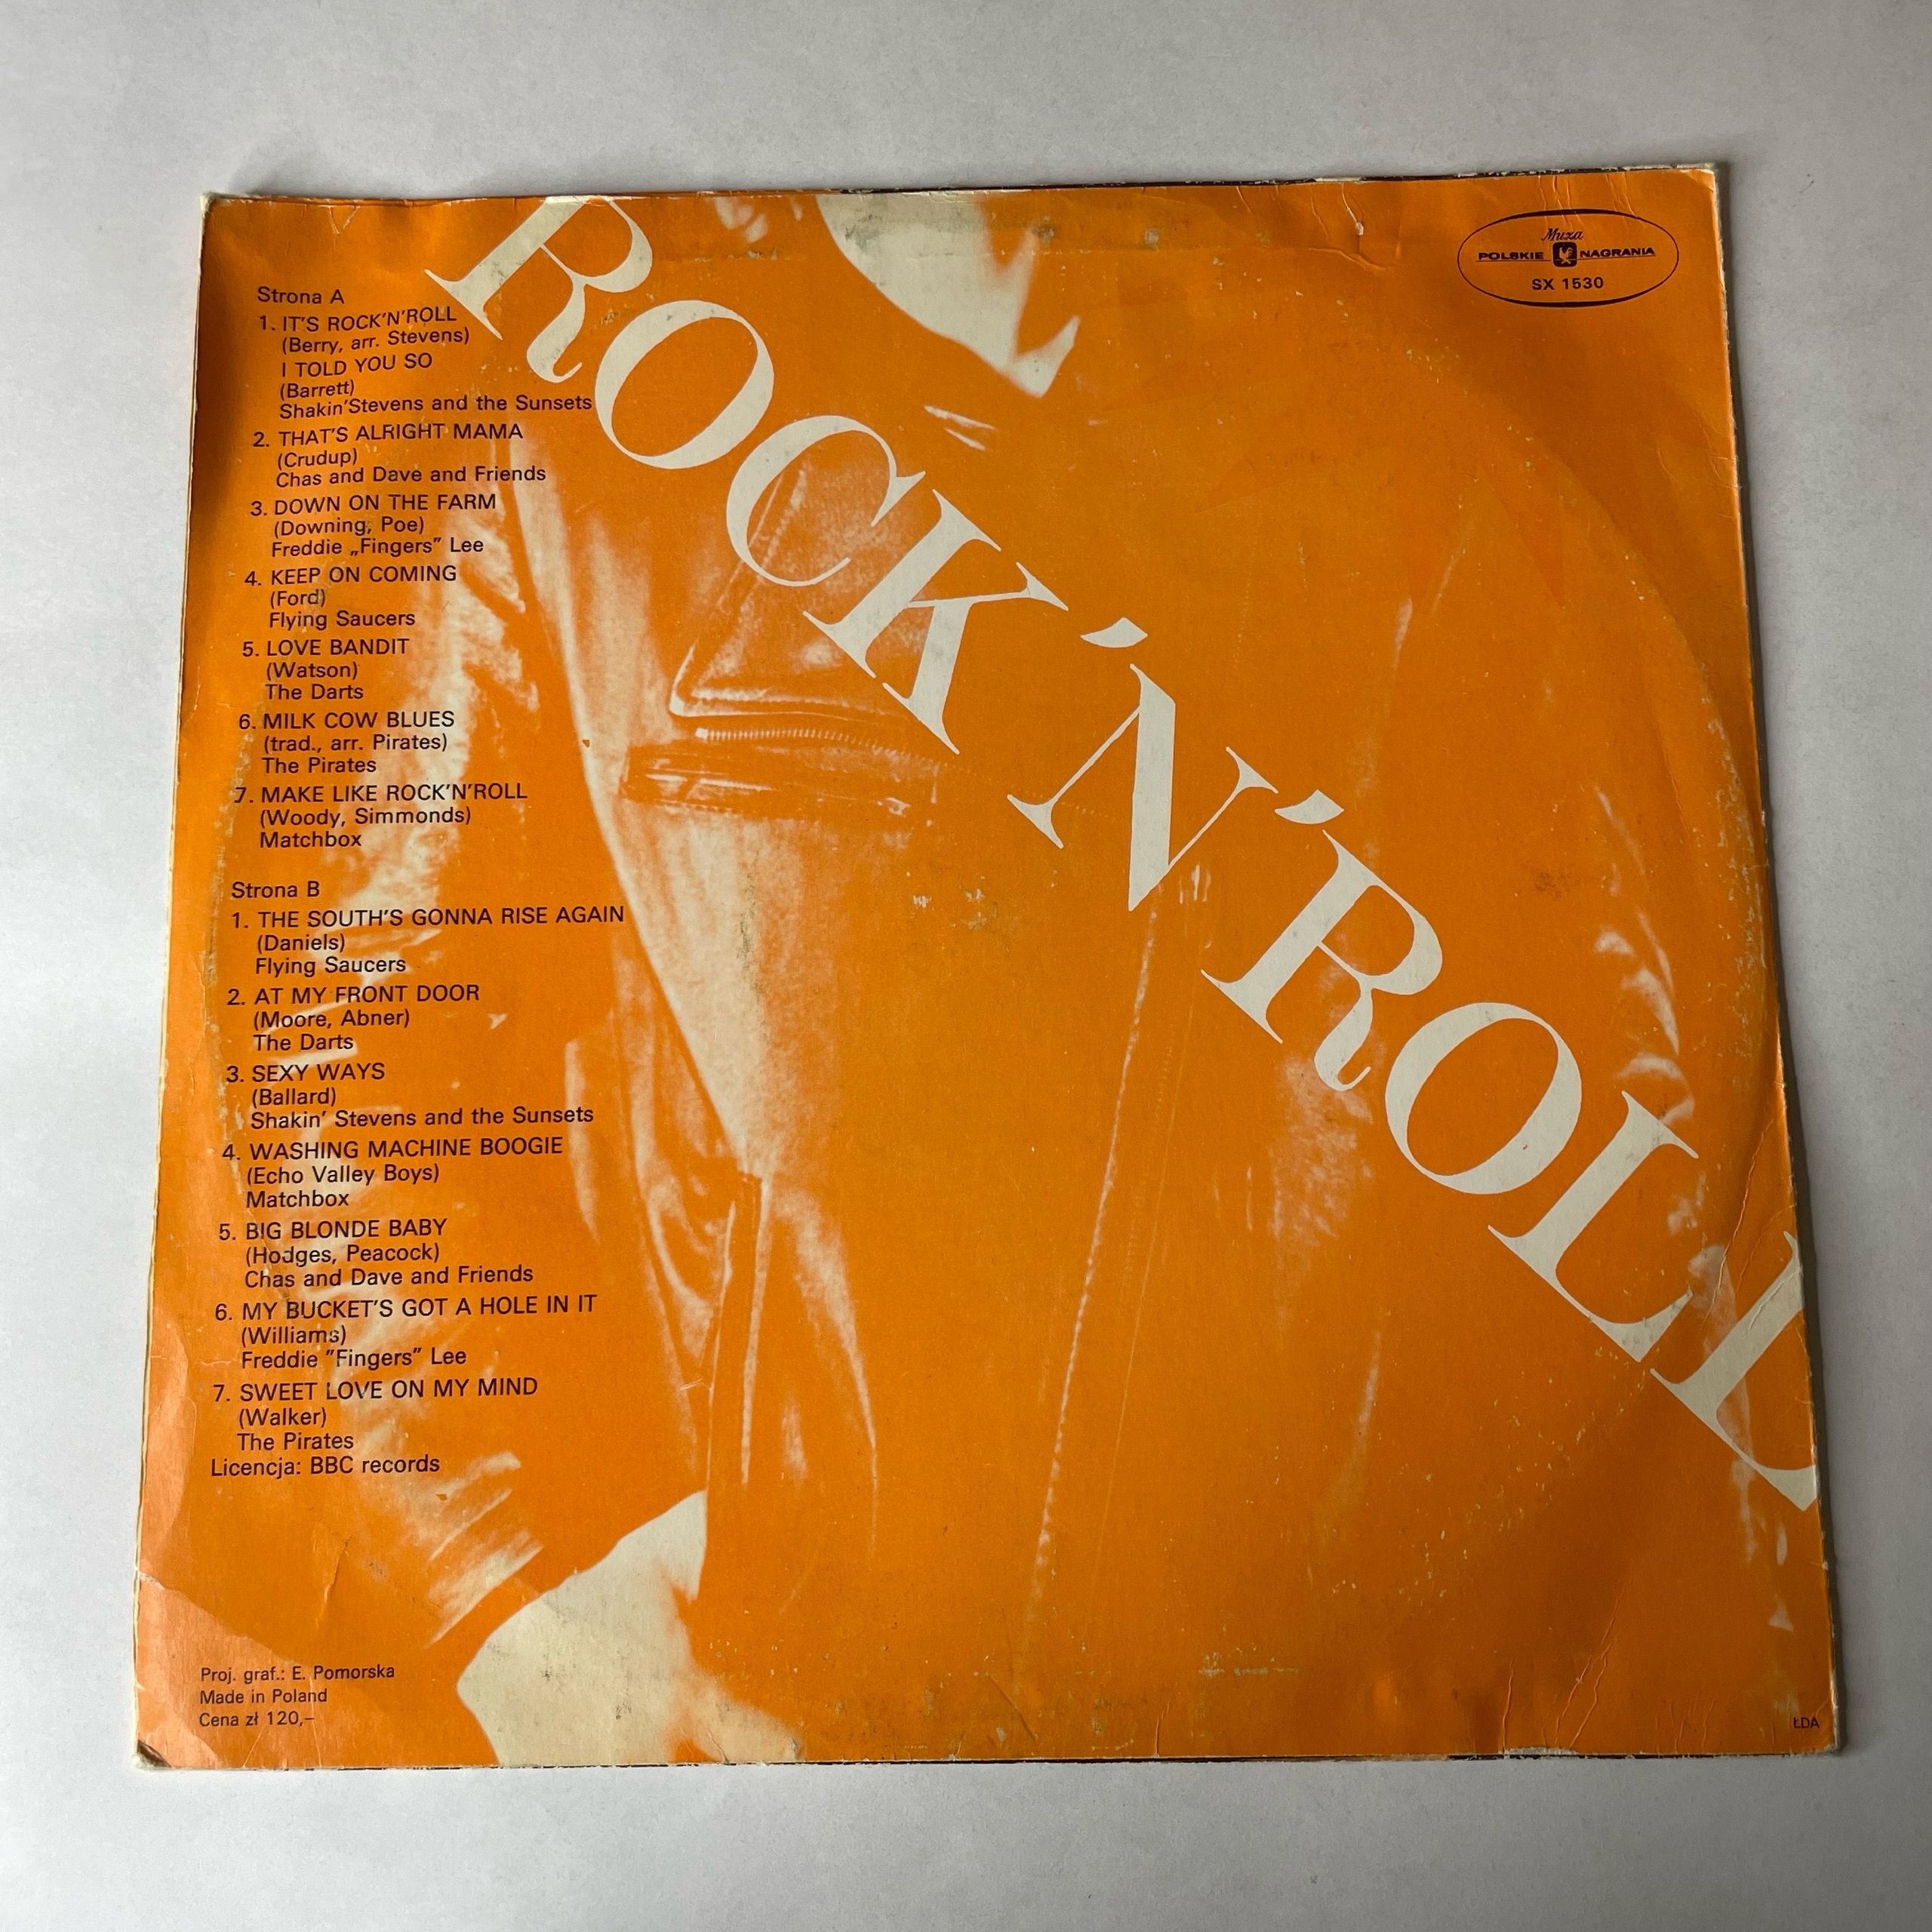 ROCK'N'ROLL
Muza
POLSKIE NAGRANIA
SX 1530
Strona A
1. IT'S ROCK'N'ROLL
(Berry, arr. Stevens)
I TOLD YOU SO
(Barrett)
Shakin'Stevens and the Sunsets
2. THAT'S ALRIGHT MAMA
(Crudup)
Chas and Dave and Friends
3. DOWN ON THE FARM
(Downing, Poe)
Freddie „Fingers” Lee
4. KEEP ON COMING
(Ford)
Flying Saucers
5. LOVE BANDIT
(Watson)
The Darts
6. MILK COW BLUES
(trad., arr. Pirates)
The Pirates
7. MAKE LIKE ROCK'N'ROLL
(Woody, Simmonds)
Matchbox
Strona B
1. THE SOUTH'S GONNA RISE AGAIN
(Daniels)
Flying Saucers
2. AT MY FRONT DOOR
(Moore, Abner)
The Darts
3. SEXY WAYS
(Ballard)
Shakin' Stevens and the Sunsets
4. WASHING MACHINE BOOGIE
(Echo Valley Boys)
Matchbox
5. BIG BLONDE BABY
(Hodges, Peacock)
Chas and Dave and Friends
6. MY BUCKET'S GOT A HOLE IN IT
(Williams)
Freddie ”Fingers” Lee
7. SWEET LOVE ON MY MIND
(Walker)
The Pirates
Licencja: BBC records
Proj. graf.: E. Pomorska
Made in Poland
Cena zł 120,—
ŁDA